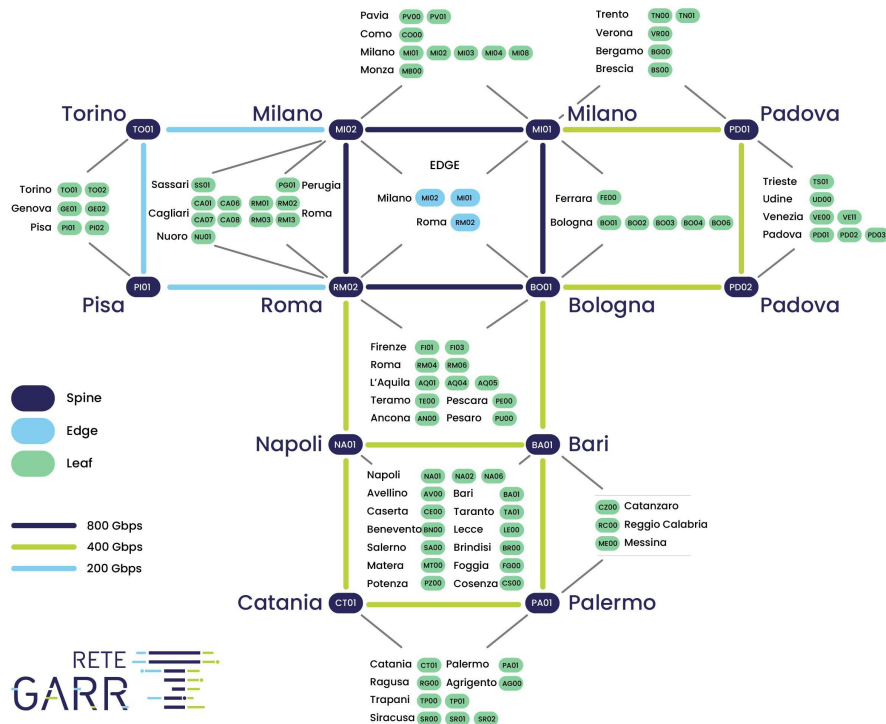 Pavia PV00 PV01
Como CO00
Milano MI01 MI02 MI03 MI04 MI08
Monza MB00
Trento TN00 TN01
Verona VR00
Bergamo BG00
Brescia BS00
Torino Milano Milano Padova
TO01 MI02 MI01 PD01
EDGE
Milano MI02 MI01
Roma RM02
Torino TO01 TO02
Genova GE01 GE02
Pisa PI01 PI02
Sassari SS01 PG01 Perugia
Cagliari CA01 CA06 RM01 RM02 Roma
CA07 CA08 RM03 RM13
Nuoro NU01
Ferrara FE00
Bologna BO01 BO02 BO03 BO04 BO06
Trieste TS01
Udine UD00
Venezia VE00 VE11
Padova PD01 PD02 PD03
PI01 RM02 BO01 PD02
Pisa Roma Bologna Padova
Firenze FI01 FI03
Roma RM04 RM06
L'Aquila AQ01 AQ04 AQ05
Teramo TE00 Pescara PE00
Ancona AN00 Pesaro PU00
Spine
Edge
Leaf
Napoli NA01 BA01 Bari
Napoli NA01 NA02 NA06
Avellino AV00 Bari BA01
Caserta CE00 Taranto TA01
Benevento BN00 Lecce LE00
Salerno SA00 Brindisi BR00
Matera MT00 Foggia FG00
Potenza PZ00 Cosenza CS00
CZ00 Catanzaro
RC00 Reggio Calabria
ME00 Messina
800 Gbps
400 Gbps
200 Gbps
Catania CT01 PA01 Palermo
Catania CT01 Palermo PA01
Ragusa RG00 Agrigento AG00
Trapani TP00 TP01
Siracusa SR00 SR01 SR02
RETE
GARR